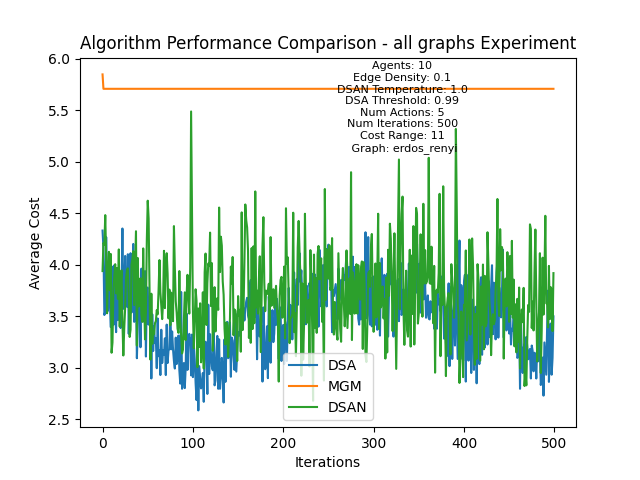 Algorithm Performance Comparison - all graphs Experiment
Agents: 10
Edge Density: 0.1
DSAN Temperature: 1.0
DSA Threshold: 0.99
Num Actions: 5
Num Iterations: 500
Cost Range: 11
Graph: erdos_renyi
6.0
5.5
5.0
4.5
4.0
3.5
3.0
2.5
Average Cost
DSA
MGM
DSAN
0 100 200 300 400 500
Iterations